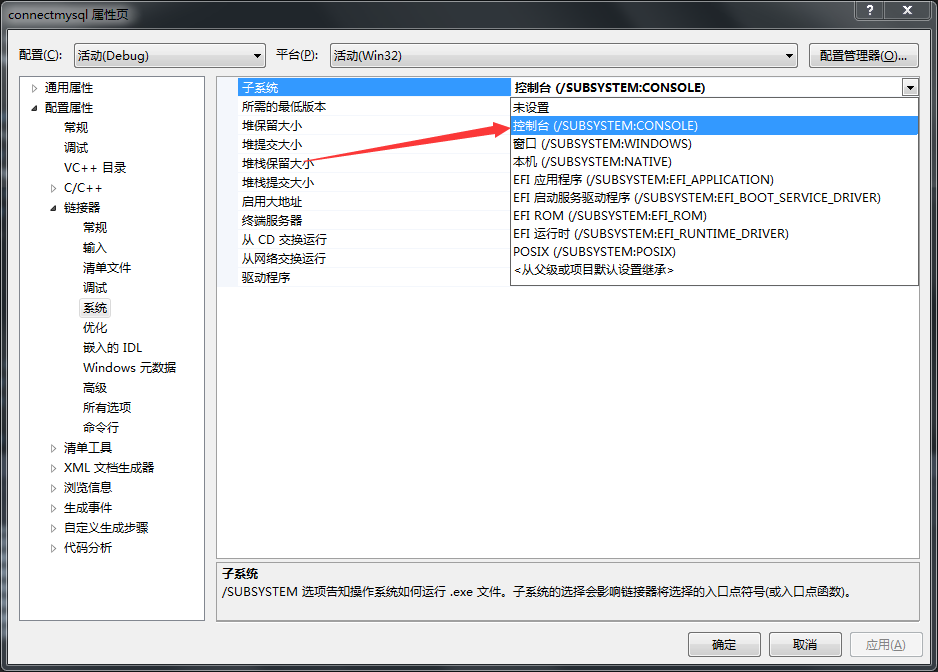 connectmysql 属性页
?
配置(C): 活动(Debug) 平台(P): 活动(Win32) 配置管理器(O)...
通用属性
配置属性
常规
调试
VC++ 目录
C/C++
链接器
常规
输入
清单文件
调试
系统
优化
嵌入的 IDL
Windows 元数据
高级
所有选项
命令行
清单工具
XML 文档生成器
浏览信息
生成事件
自定义生成步骤
代码分析
子系统 控制台 (/SUBSYSTEM:CONSOLE)
所需的最低版本
堆保留大小
堆提交大小
堆栈保留大小
堆栈提交大小
启用大地址
终端服务器
从 CD 交换运行
从网络交换运行
驱动程序
未设置
控制台 (/SUBSYSTEM:CONSOLE)
窗口 (/SUBSYSTEM:WINDOWS)
本机 (/SUBSYSTEM:NATIVE)
EFI 应用程序 (/SUBSYSTEM:EFI_APPLICATION)
EFI 启动服务驱动程序 (/SUBSYSTEM:EFI_BOOT_SERVICE_DRIVER)
EFI ROM (/SUBSYSTEM:EFI_ROM)
EFI 运行时 (/SUBSYSTEM:EFI_RUNTIME_DRIVER)
POSIX (/SUBSYSTEM:POSIX)
<从父级或项目默认设置继承>
子系统
/SUBSYSTEM 选项告知操作系统如何运行 .exe 文件。子系统的选择会影响链接器将选择的入口点符号(或入口点函数)。
确定 取消 应用(A)